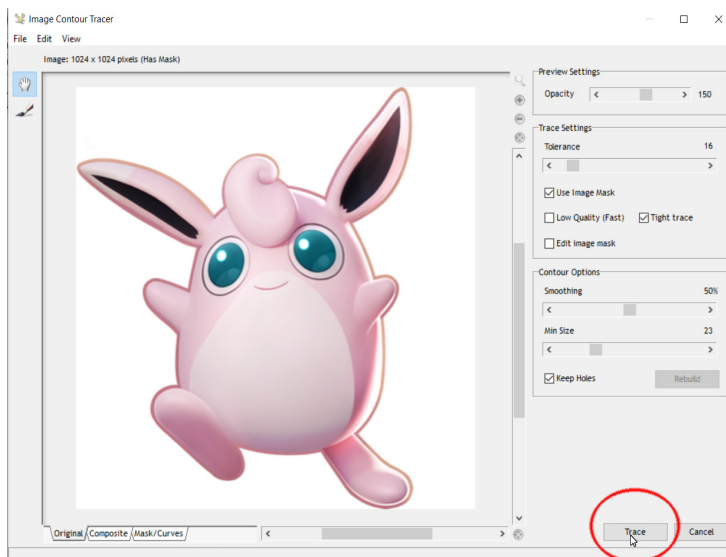 Image Contour Tracer
File Edit View
Image: 1024 x 1024 pixels (Has Mask)
Preview Settings
Opacity 150
Trace Settings
Tolerance 16
Use Image Mask
Low Quality (Fast) Tight trace
Edit image mask
Contour Options
Smoothing 50%
Min Size 23
Keep Holes Rebuild
Trace Cancel
Original Composite Mask/Curves